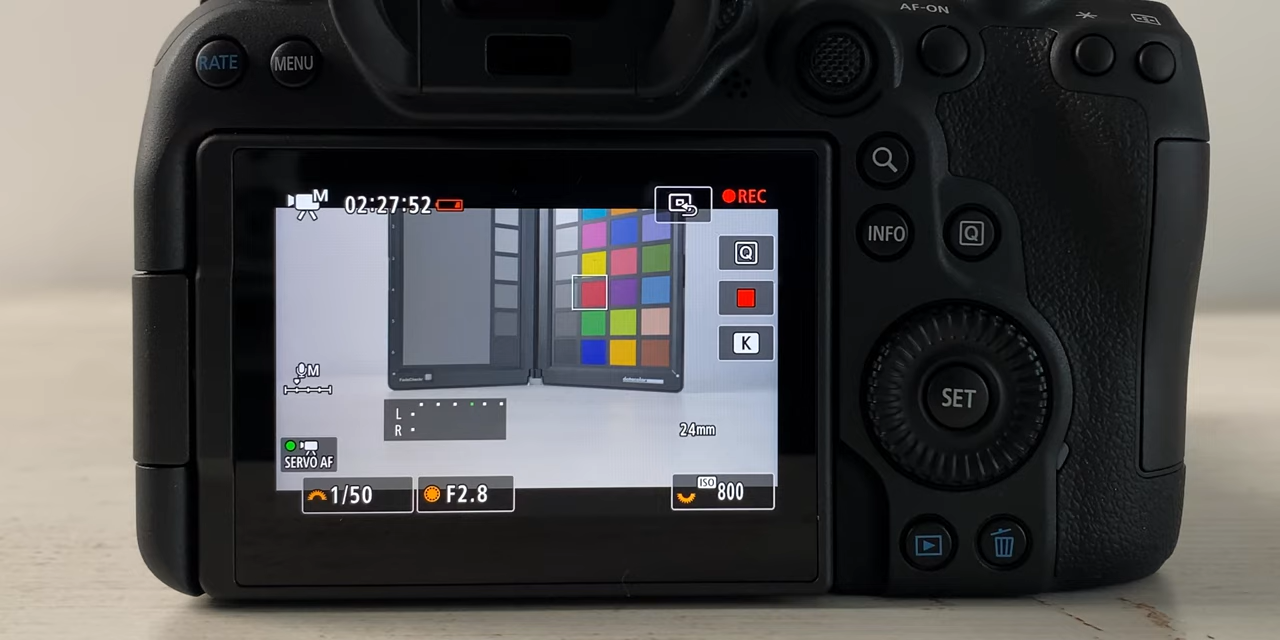 AF-ON
RATE
MENU
M
02:27:52
REC
INFO
Q
Q
K
M
L
R
24mm
SERVO AF
1/50
F2.8
ISO
800
SET
datacolor